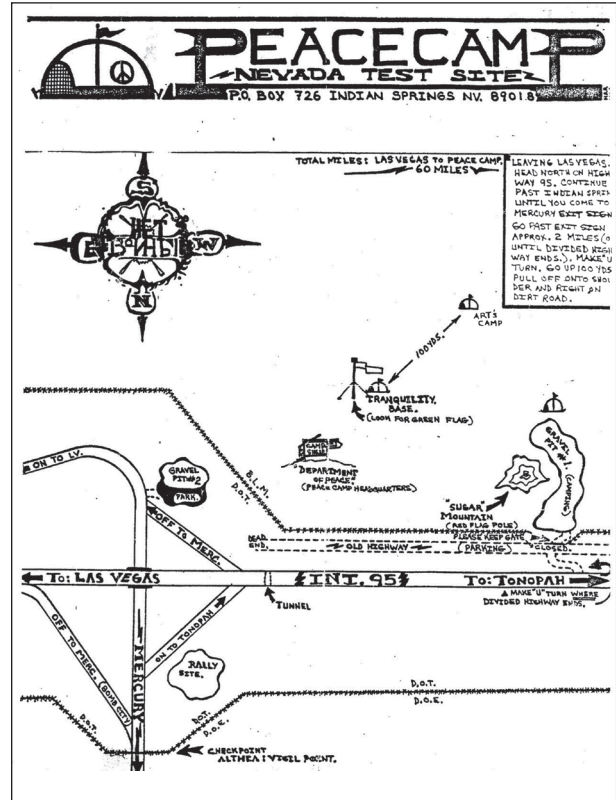 PEACECAMP
NEVADA TEST SITE
P.O. BOX 726 INDIAN SPRINGS NV. 89018
TOTAL MILES: LAS VEGAS TO PEACE CAMP.
60 MILES
LEAVING LAS VEGAS.
HEAD NORTH ON HIGH
WAY 95. CONTINUE
PAST INDIAN SPRIN
UNTIL YOU COME TO
MERCURY EXIT SIGN
GO PAST EXIT SIGN
APPROX. 2 MILES (O
UNTIL DIVIDED HIGH
WAY ENDS.). MAKE "U
TURN. GO UP 100 YDS
PULL OFF ONTO SHOL
DER AND RIGHT ON
DIRT ROAD.
S
НЕТ
E
ВОЙНЫ
W
N
ART'S
CAMP
100 YDS.
TRANQUILITY
BASE.
(LOOK FOR GREEN FLAG)
"DEPARTMENT
OF PEACE"
(PEACE CAMP HEADQUARTERS)
GRAVEL
PIT #1.
(CAMPING)
"SUGAR"
MOUNTAIN
(RED FLAG POLE)
ON TO LV.
GRAVEL
PIT #2
PARK.
B.L.M.
D.O.T.
OFF TO MERC.
PLEASE KEEP GATE
CLOSED.
DEAD
END.
OLD HIGHWAY
(PARKING)
TO: LAS VEGAS
INT. 95
TO: TONOPAH
TUNNEL
▲ MAKE "U" TURN WHERE
DIVIDED HIGHWAY ENDS.
OFF TO MERC. (BOMB CITY)
MERCURY
ON TO TONOPAH
RALLY
SITE.
D.O.T.
D.O.E.
D.O.T.
D.O.T.
D.O.E.
CHECKPOINT
ALTHEA: VIGIL POINT.